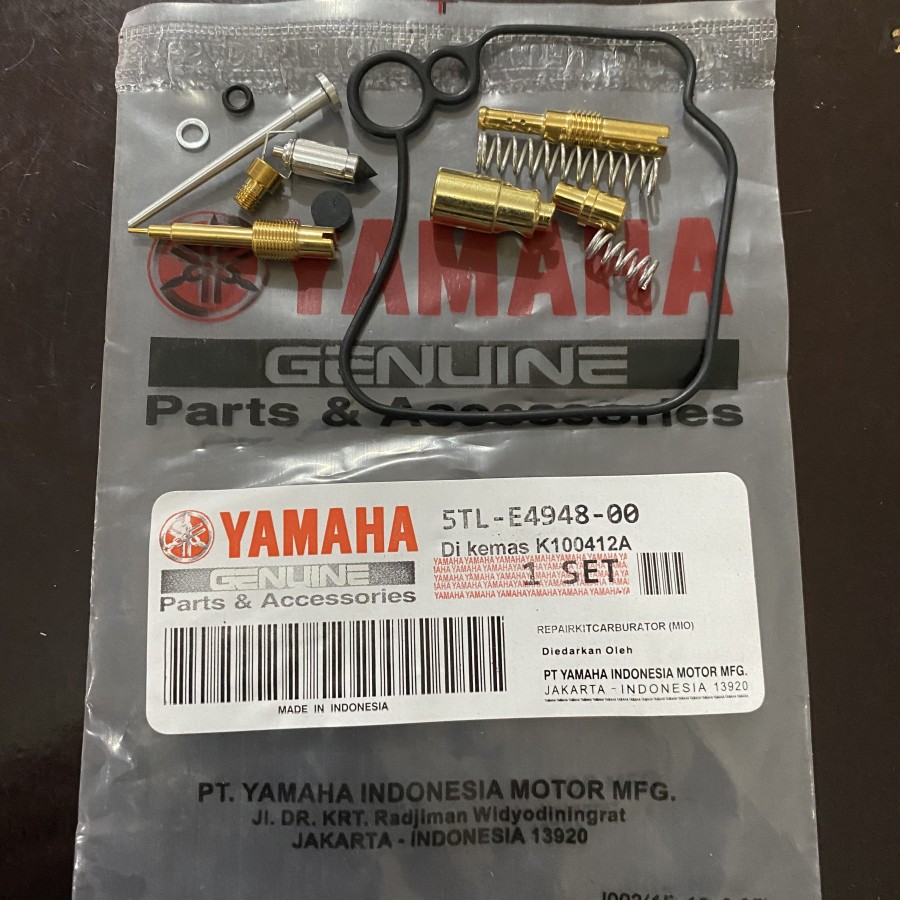 YAMAHA
GENUINE
Parts & Accessories
YAMAHA
GENUINE
Parts & Accessories
5TL-E4948-00
Di kemas K100412A
1 SET
REPAIRKITCARBURATOR (MIO)
Diedarkan Oleh
PT YAMAHA INDONESIA MOTOR MFG.
JAKARTA - INDONESIA 13920
MADE IN INDONESIA
PT. YAMAHA INDONESIA MOTOR MFG.
Jl. DR. KRT. Radjiman Widyodiningrat
JAKARTA - INDONESIA 13920